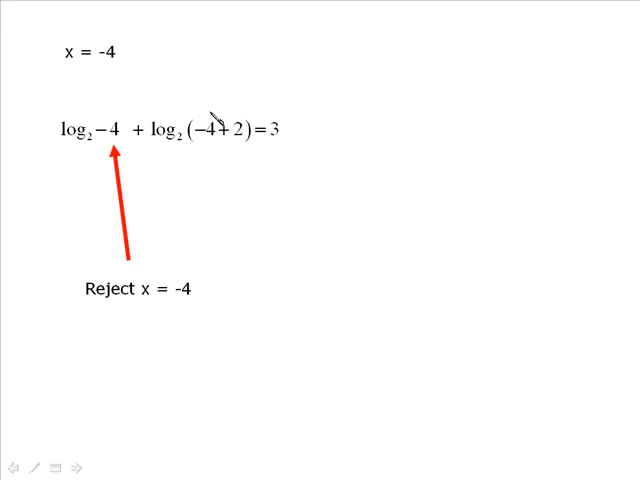 x = -4
log₂ −4 + log₂ (−4+ 2) = 3
Reject x = -4